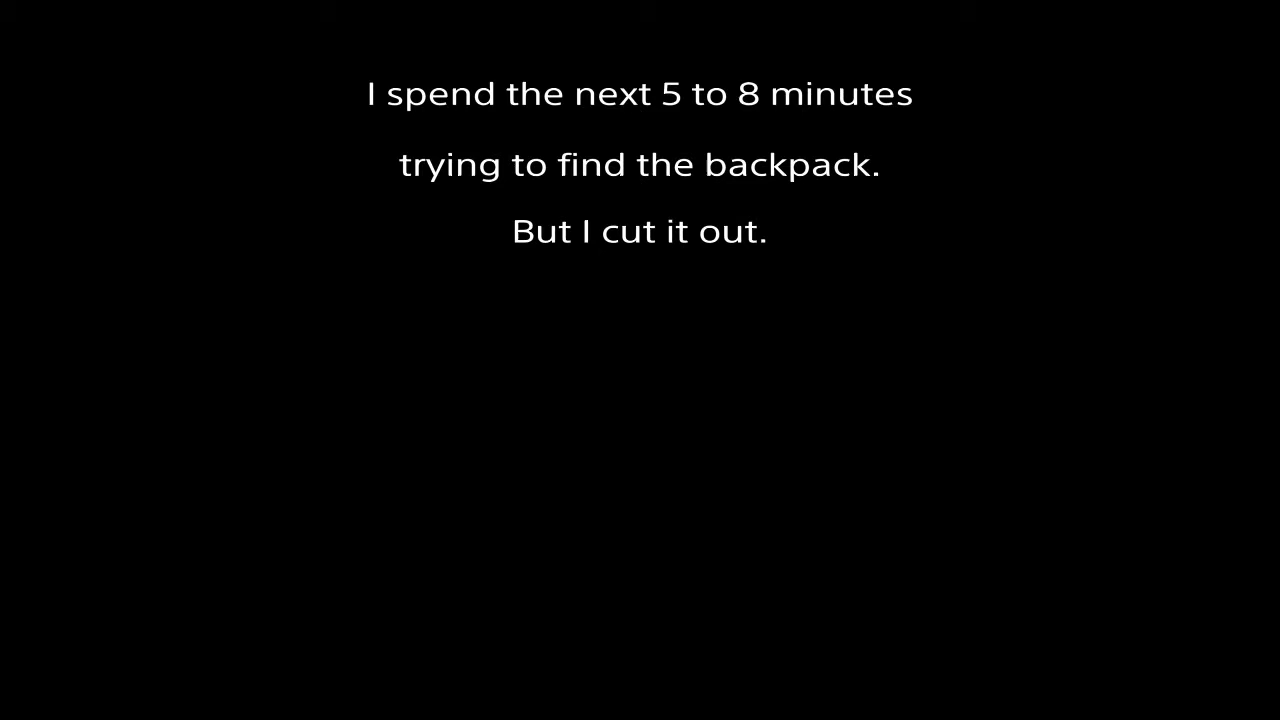 I spend the next 5 to 8 minutes
trying to find the backpack.
But I cut it out.